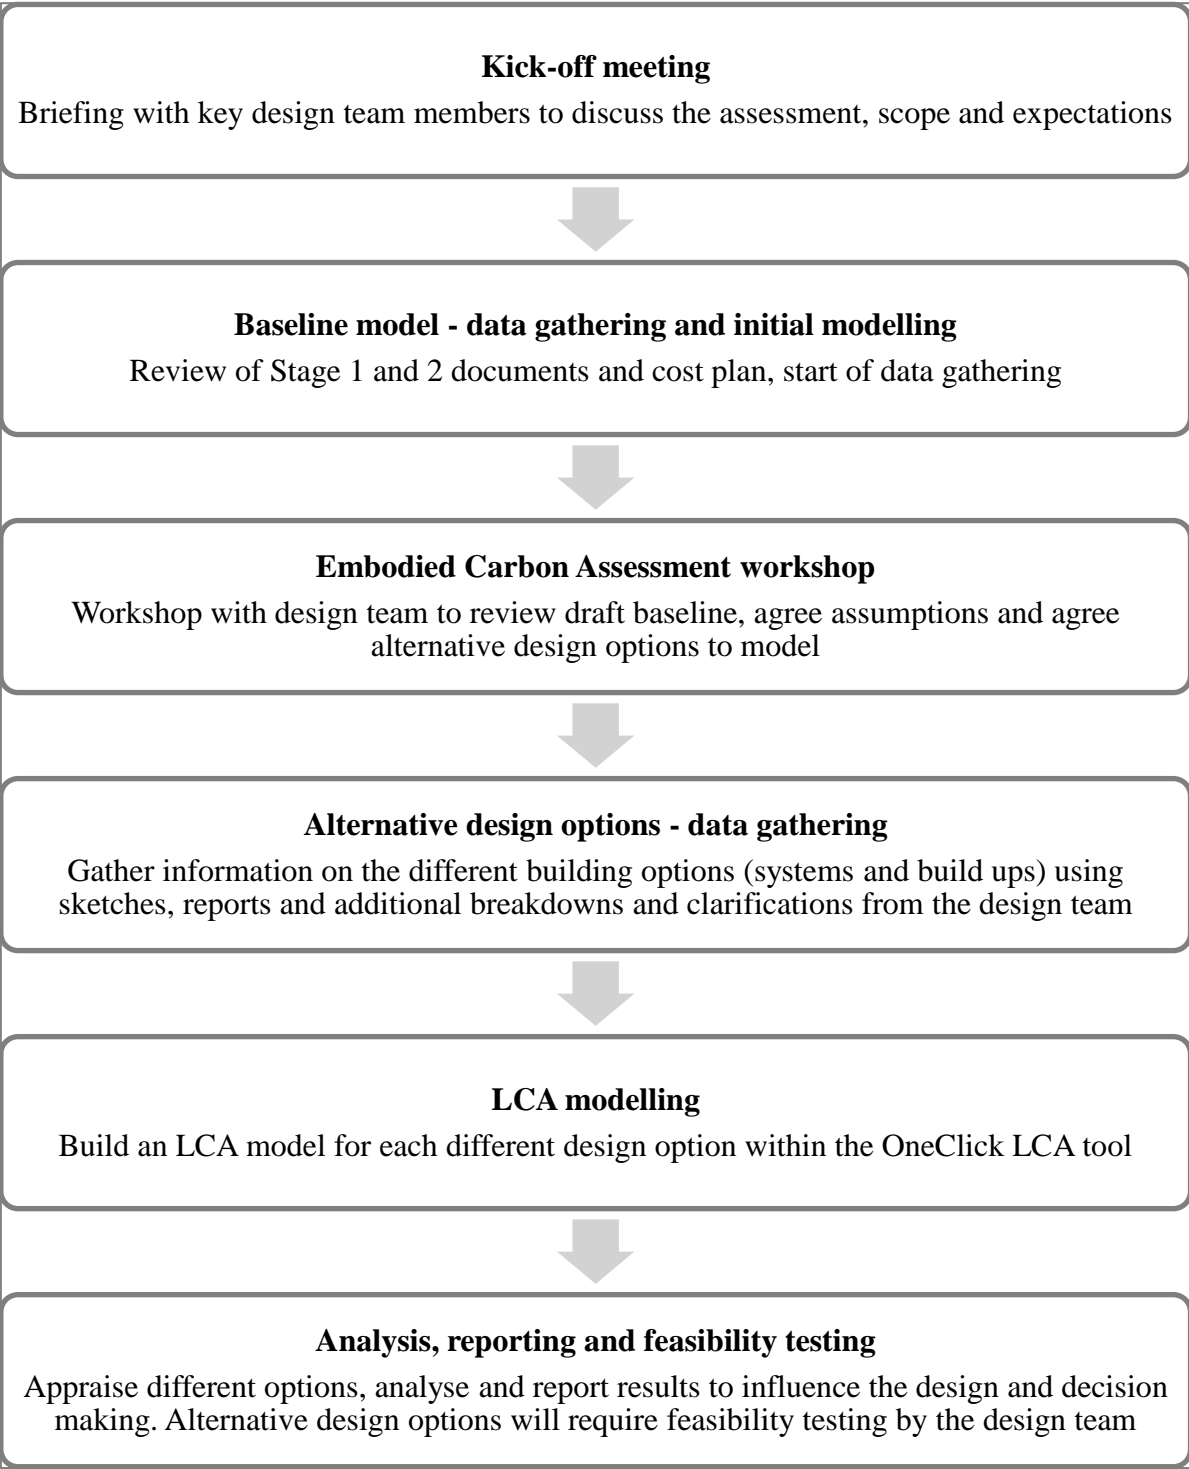 Kick-off meeting
Briefing with key design team members to discuss the assessment, scope and expectations
Baseline model - data gathering and initial modelling
Review of Stage 1 and 2 documents and cost plan, start of data gathering
Embodied Carbon Assessment workshop
Workshop with design team to review draft baseline, agree assumptions and agree
alternative design options to model
Alternative design options - data gathering
Gather information on the different building options (systems and build ups) using
sketches, reports and additional breakdowns and clarifications from the design team
LCA modelling
Build an LCA model for each different design option within the OneClick LCA tool
Analysis, reporting and feasibility testing
Appraise different options, analyse and report results to influence the design and decision
making. Alternative design options will require feasibility testing by the design team